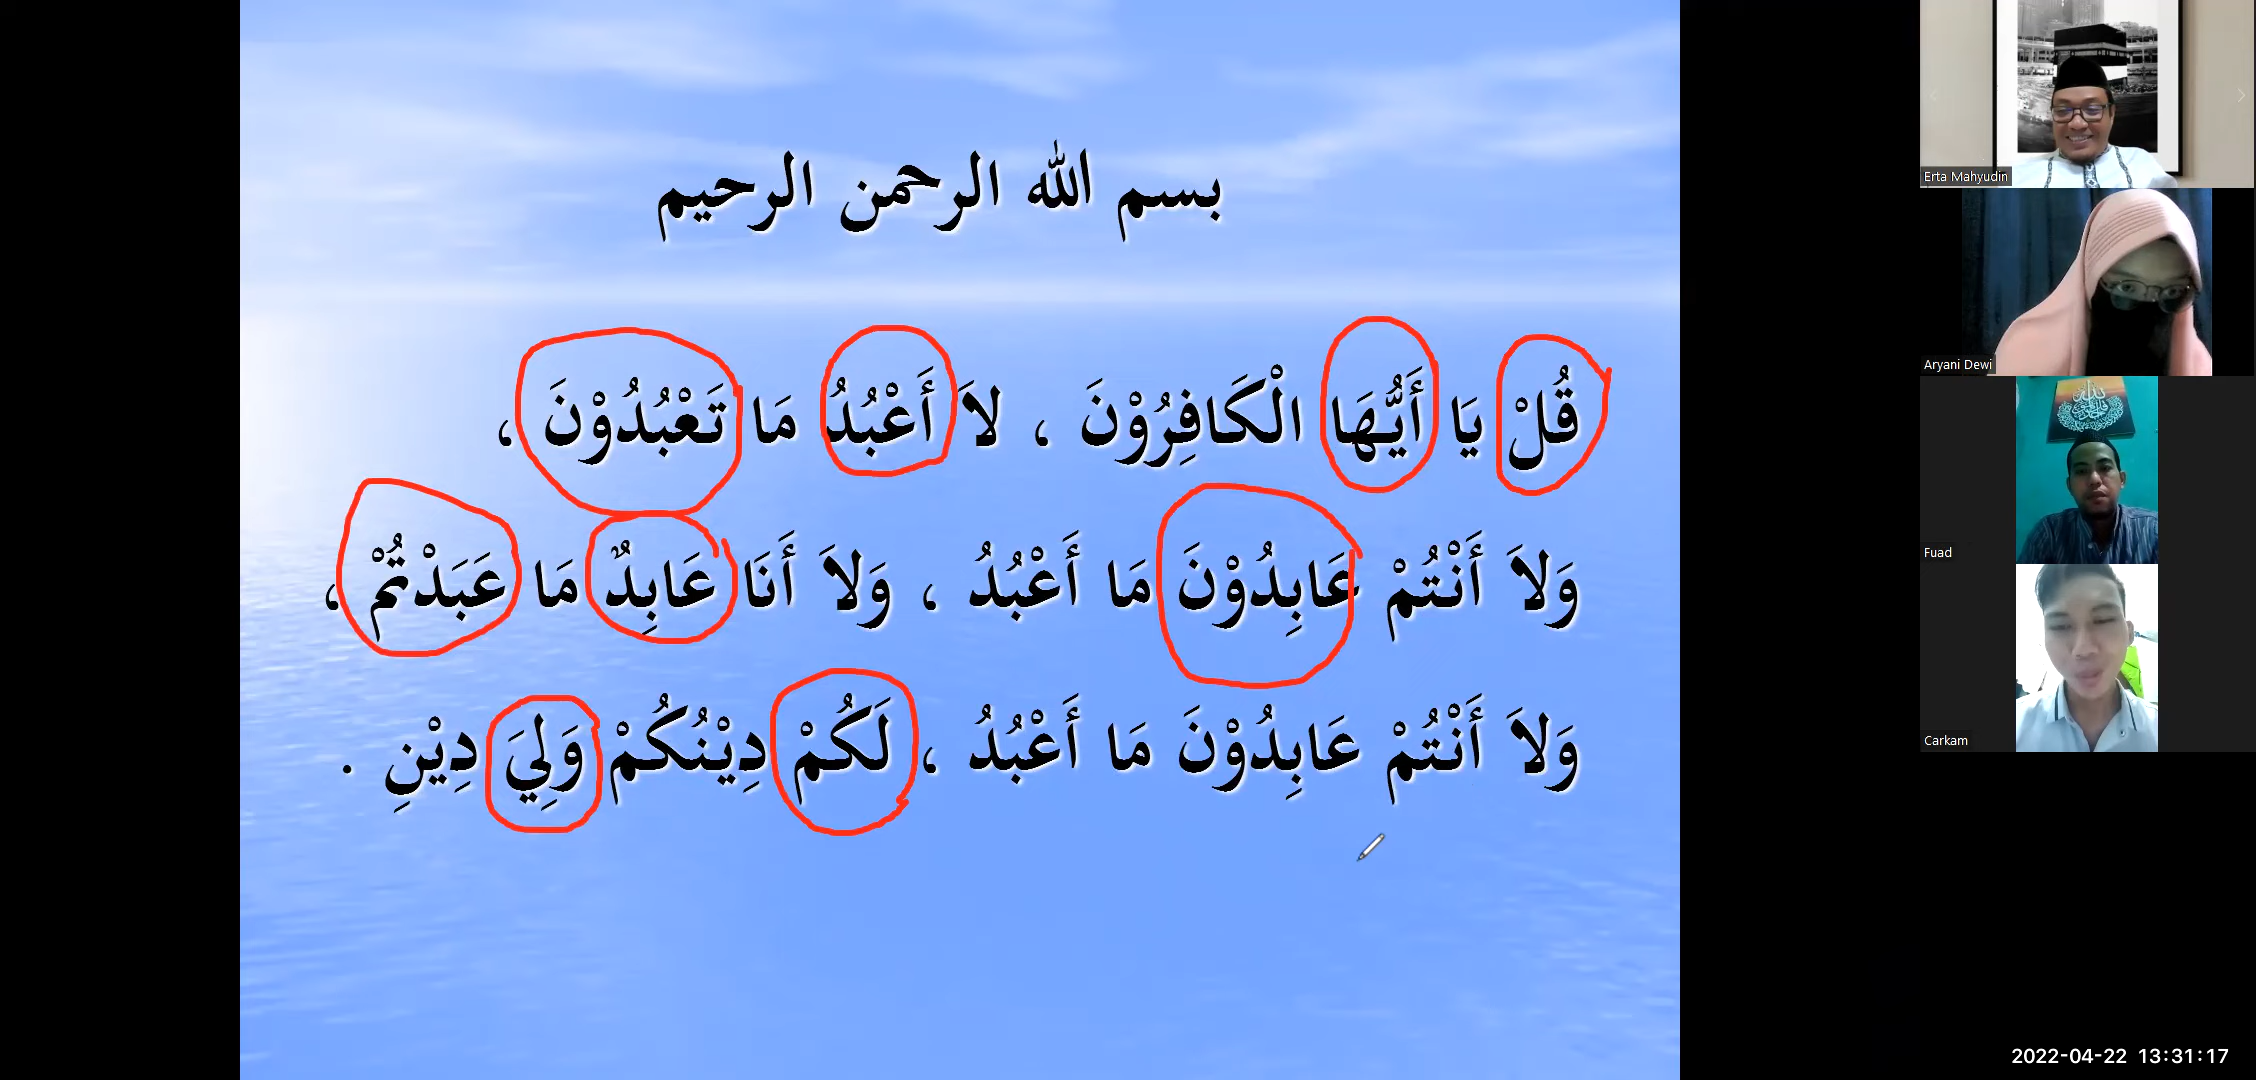 بسم الله الرحمن الرحيم
قُلْ يَا أَيُّهَا الْكَافِرُوْنَ ، لاَ أَعْبُدُ مَا تَعْبُدُوْنَ ،
وَلاَ أَنْتُمْ عَابِدُوْنَ مَا أَعْبُدُ ، وَلاَ أَنَا عَابِدٌ مَا عَبَدْتُمْ ،
وَلاَ أَنْتُمْ عَابِدُوْنَ مَا أَعْبُدُ ، لَكُمْ دِيْنُكُمْ وَلِيَ دِيْنِ .
Erta Mahyudin
Aryani Dewi
Fuad
Carkam
2022-04-22 13:31:17